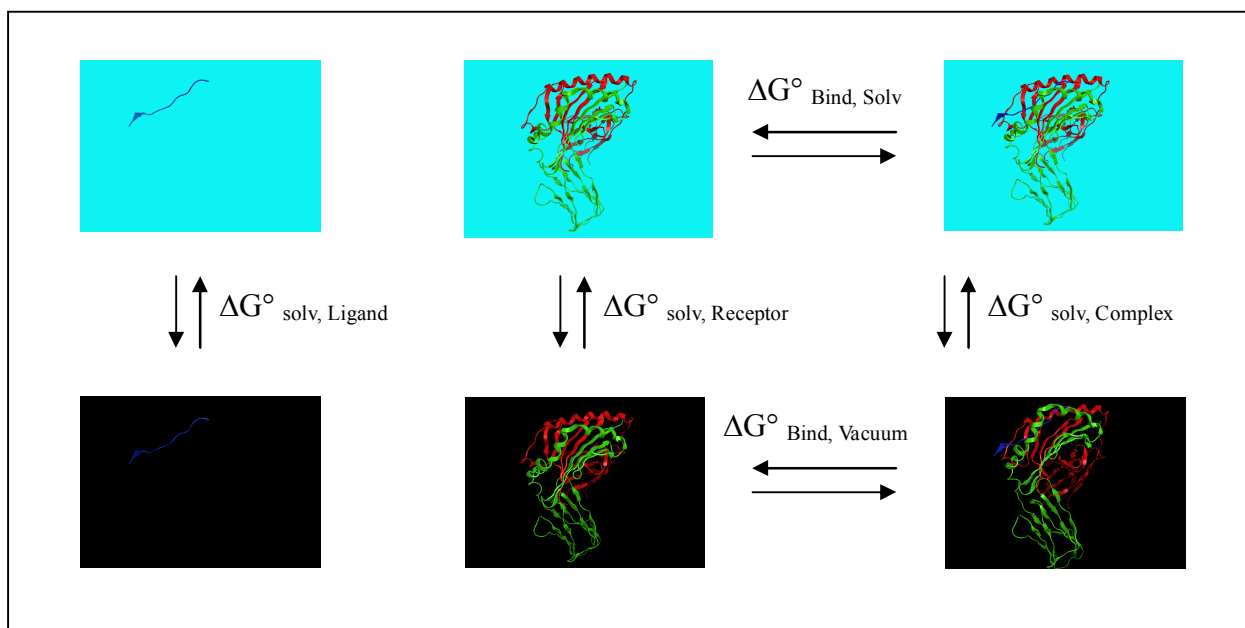 ΔG° Bind, Solv
ΔG° solv, Ligand
ΔG° solv, Receptor
ΔG° solv, Complex
ΔG° Bind, Vacuum